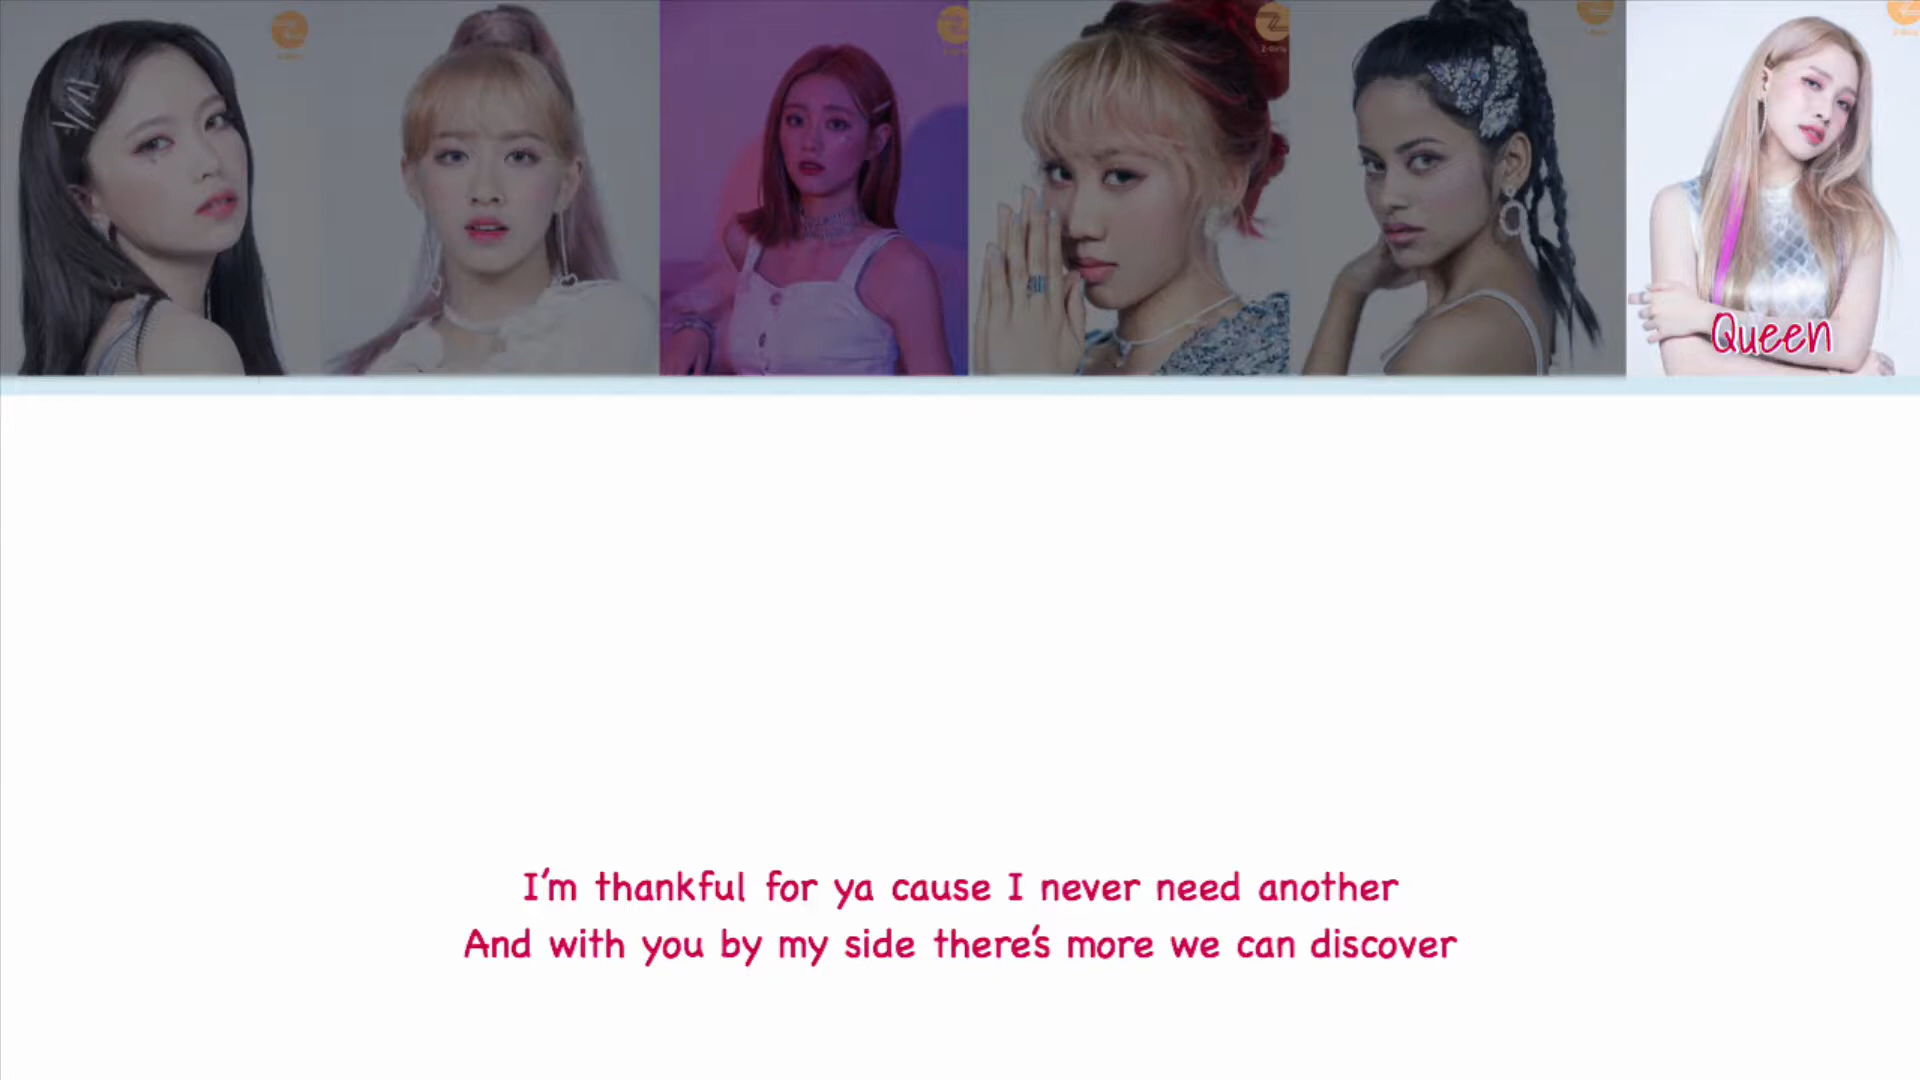 Queen
I'm thankful for ya cause I never need another
And with you by my side there's more we can discover